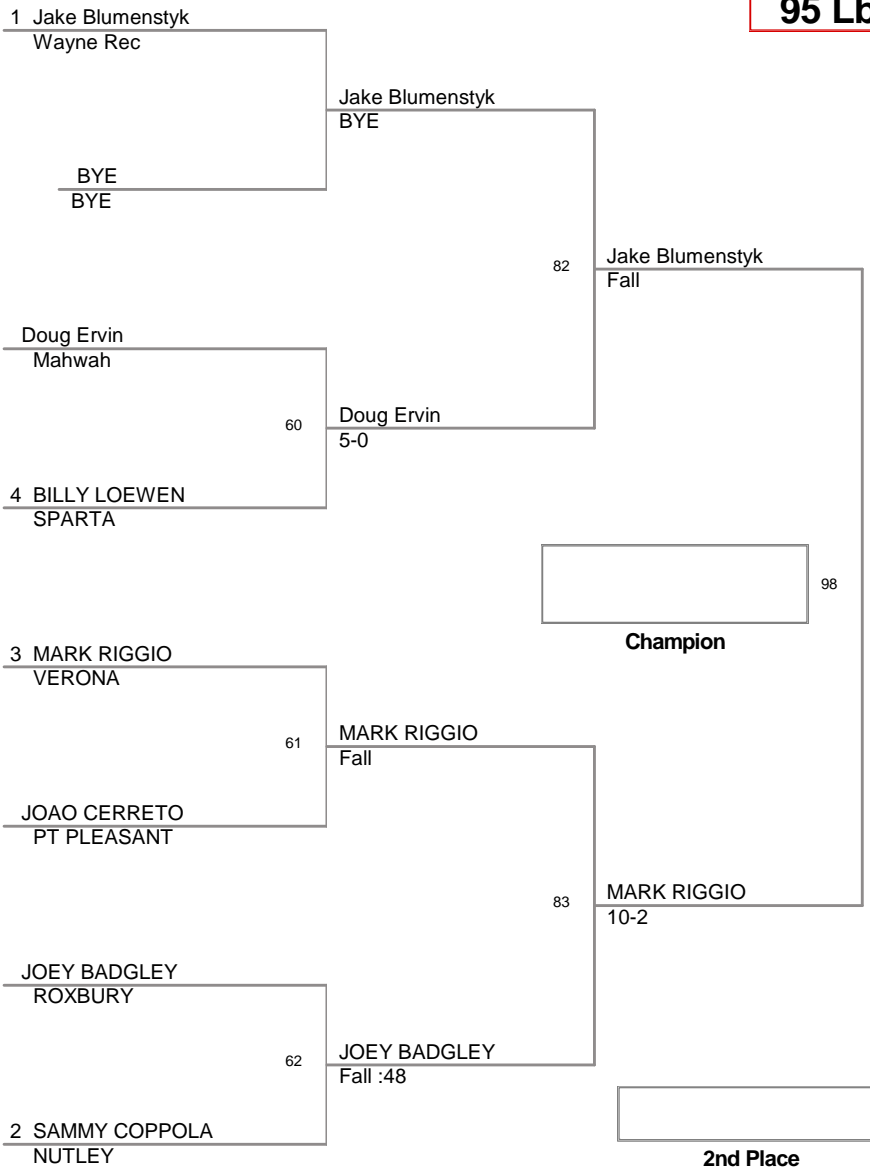 95 Lb
1 Jake Blumenstyk
Wayne Rec
Jake Blumenstyk
BYE
BYE
BYE
82
Jake Blumenstyk
Fall
Doug Ervin
Mahwah
60
Doug Ervin
5-0
4 BILLY LOEWEN
SPARTA
98
Champion
3 MARK RIGGIO
VERONA
61
MARK RIGGIO
Fall
JOAO CERRETO
PT PLEASANT
83
MARK RIGGIO
10-2
JOEY BADGLEY
ROXBURY
62
JOEY BADGLEY
Fall :48
2 SAMMY COPPOLA
NUTLEY
2nd Place